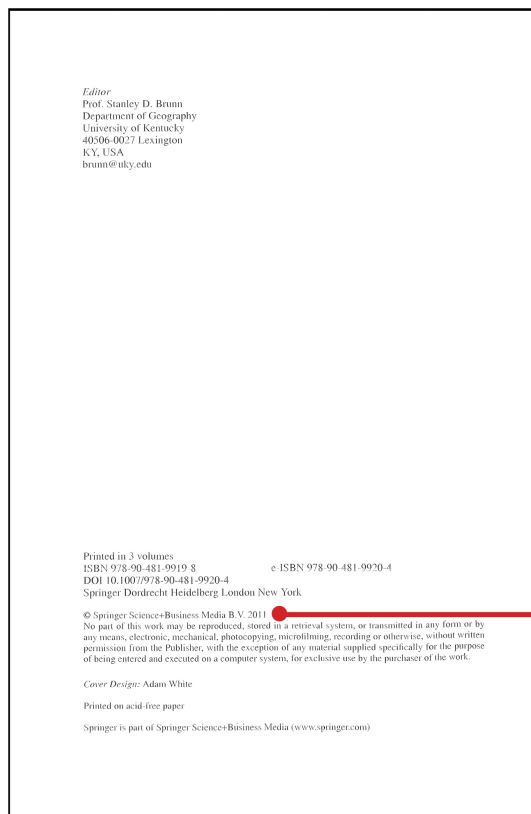 Editor
Prof. Stanley D. Brunn
Department of Geography
University of Kentucky
40506-0027 Lexington
KY, USA
brunn@uky.edu
Printed in 3 volumes
ISBN 978-90-481-9919-8 e-ISBN 978-90-481-9920-4
DOI 10.1007/978-90-481-9920-4
Springer Dordrecht Heidelberg London New York
© Springer Science+Business Media B.V. 2011
No part of this work may be reproduced, stored in a retrieval system, or transmitted in any form or by
any means, electronic, mechanical, photocopying, microfilming, recording or otherwise, without written
permission from the Publisher, with the exception of any material supplied specifically for the purpose
of being entered and executed on a computer system, for exclusive use by the purchaser of the work.
Cover Design: Adam White
Printed on acid-free paper
Springer is part of Springer Science+Business Media (www.springer.com)